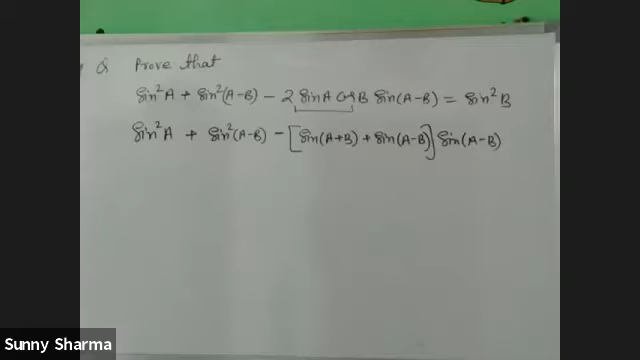 Q Prove that
Sin²A + Sin²(A-B) - 2 SinA CosB Sin(A-B) = Sin²B
Sin²A + Sin²(A-B) - [Sin(A+B) + Sin(A-B)] Sin(A-B)
Sunny Sharma